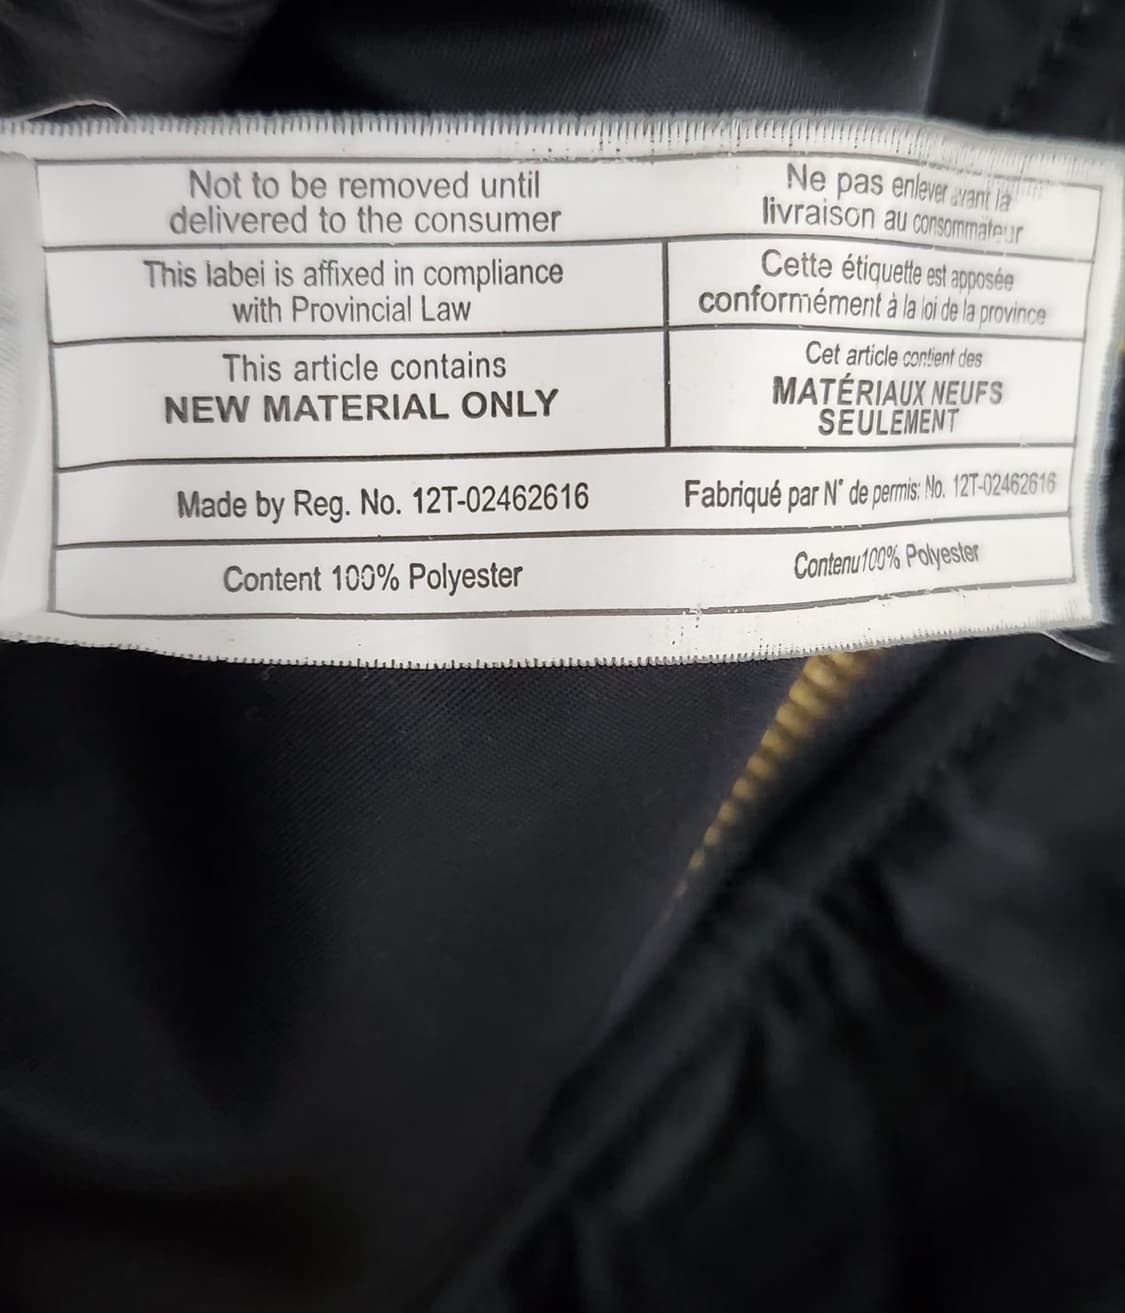 Not to be removed until
delivered to the consumer
Ne pas enlever avant la
livraison au consommateur
This label is affixed in compliance
with Provincial Law
Cette étiquette est apposée
conformément à la loi de la province
This article contains
NEW MATERIAL ONLY
Cet article contient des
MATÉRIAUX NEUFS
SEULEMENT
Made by Reg. No. 12T-02462616
Fabriqué par N° de permis: No. 12T-02462616
Content 100% Polyester
Contenu100% Polyester